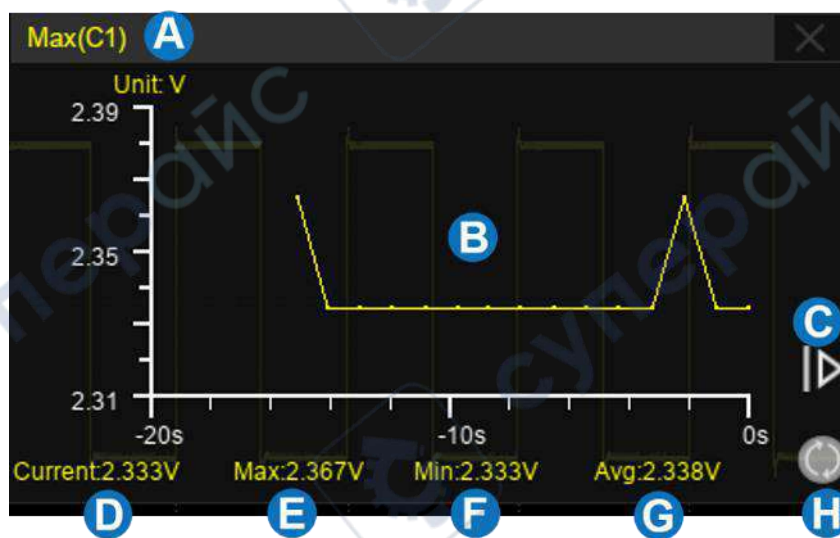 Max(C1) A
Unit: V
2.39
B
2.35
C
2.31
-20s -10s 0s
Current:2.333V Max:2.367V Min:2.333V Avg:2.338V
D E F G H
суперайс